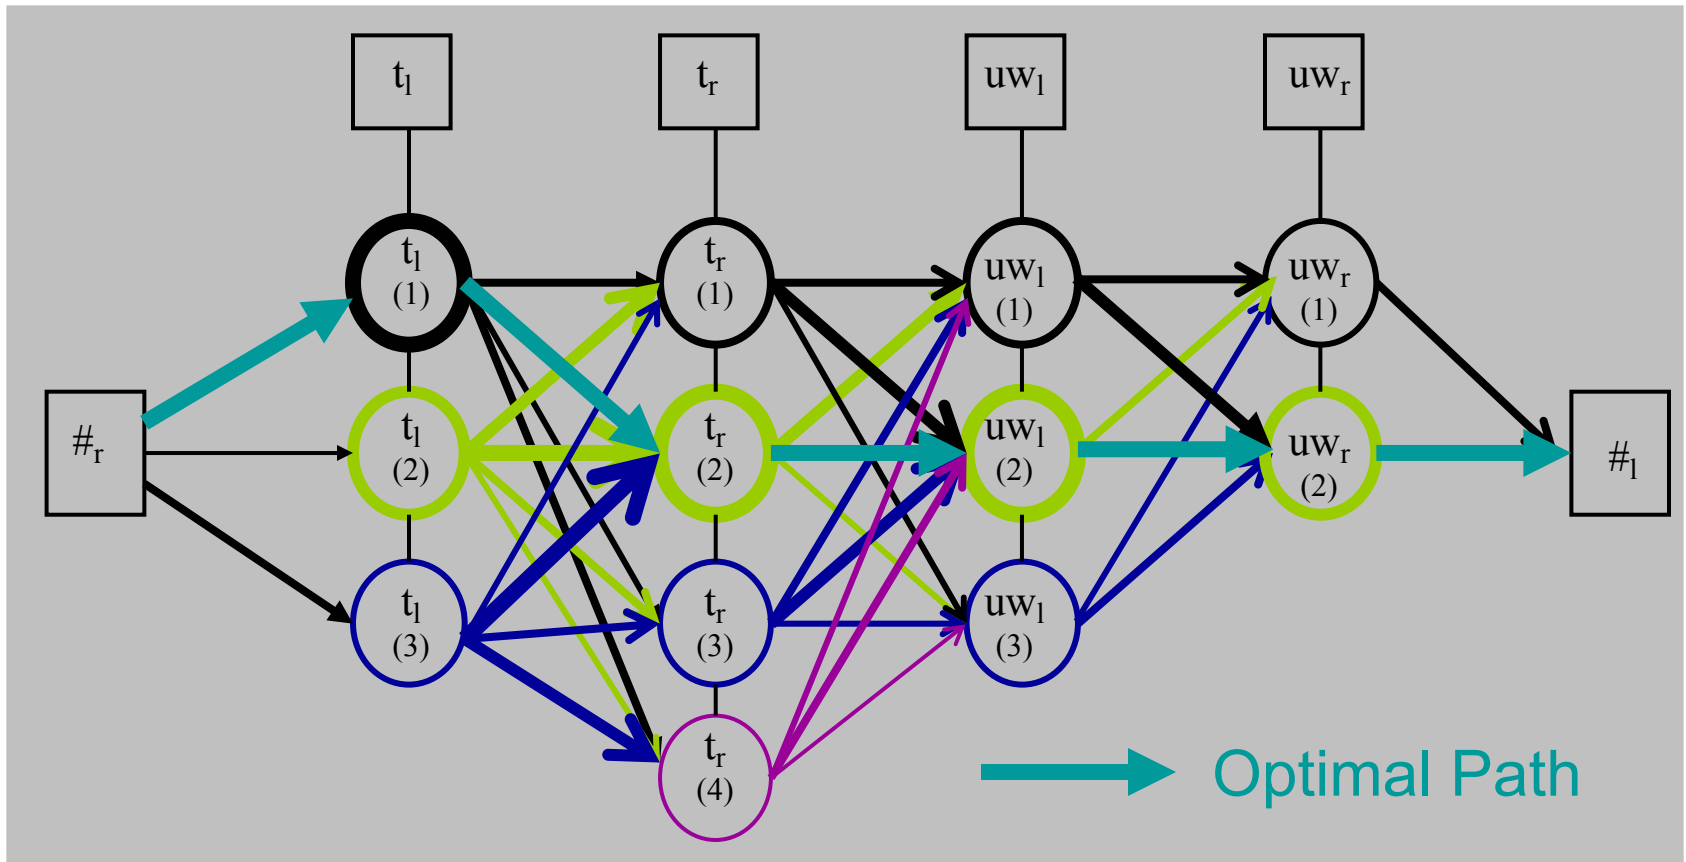 t_l t_r uw_l uw_r
t_l t_r uw_l uw_r
(1) (1) (1) (1)
#_r t_l t_r uw_l uw_r #_l
(2) (2) (2) (2)
t_l t_r uw_l
(3) (3) (3)
t_r
(4)
Optimal Path